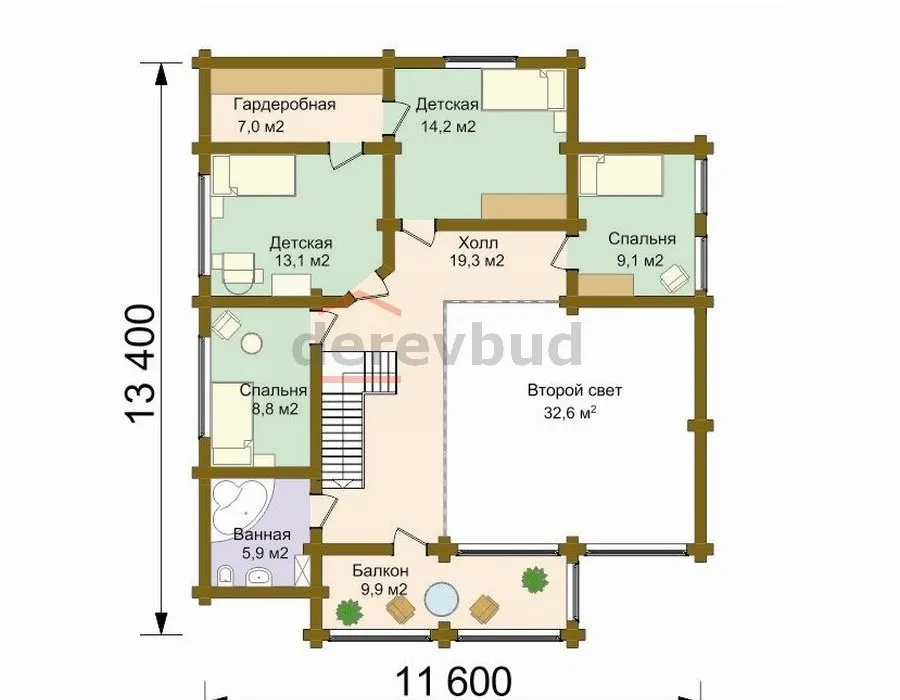 Гардеробная
7,0 м2
Детская
14,2 м2
Детская
13,1 м2
Холл
19,3 м2
Спальня
9,1 м2
derevbud
Спальня
8,8 м2
Второй свет
32,6 м²
Ванная
5,9 м2
Балкон
9,9 м2
13 400
11 600